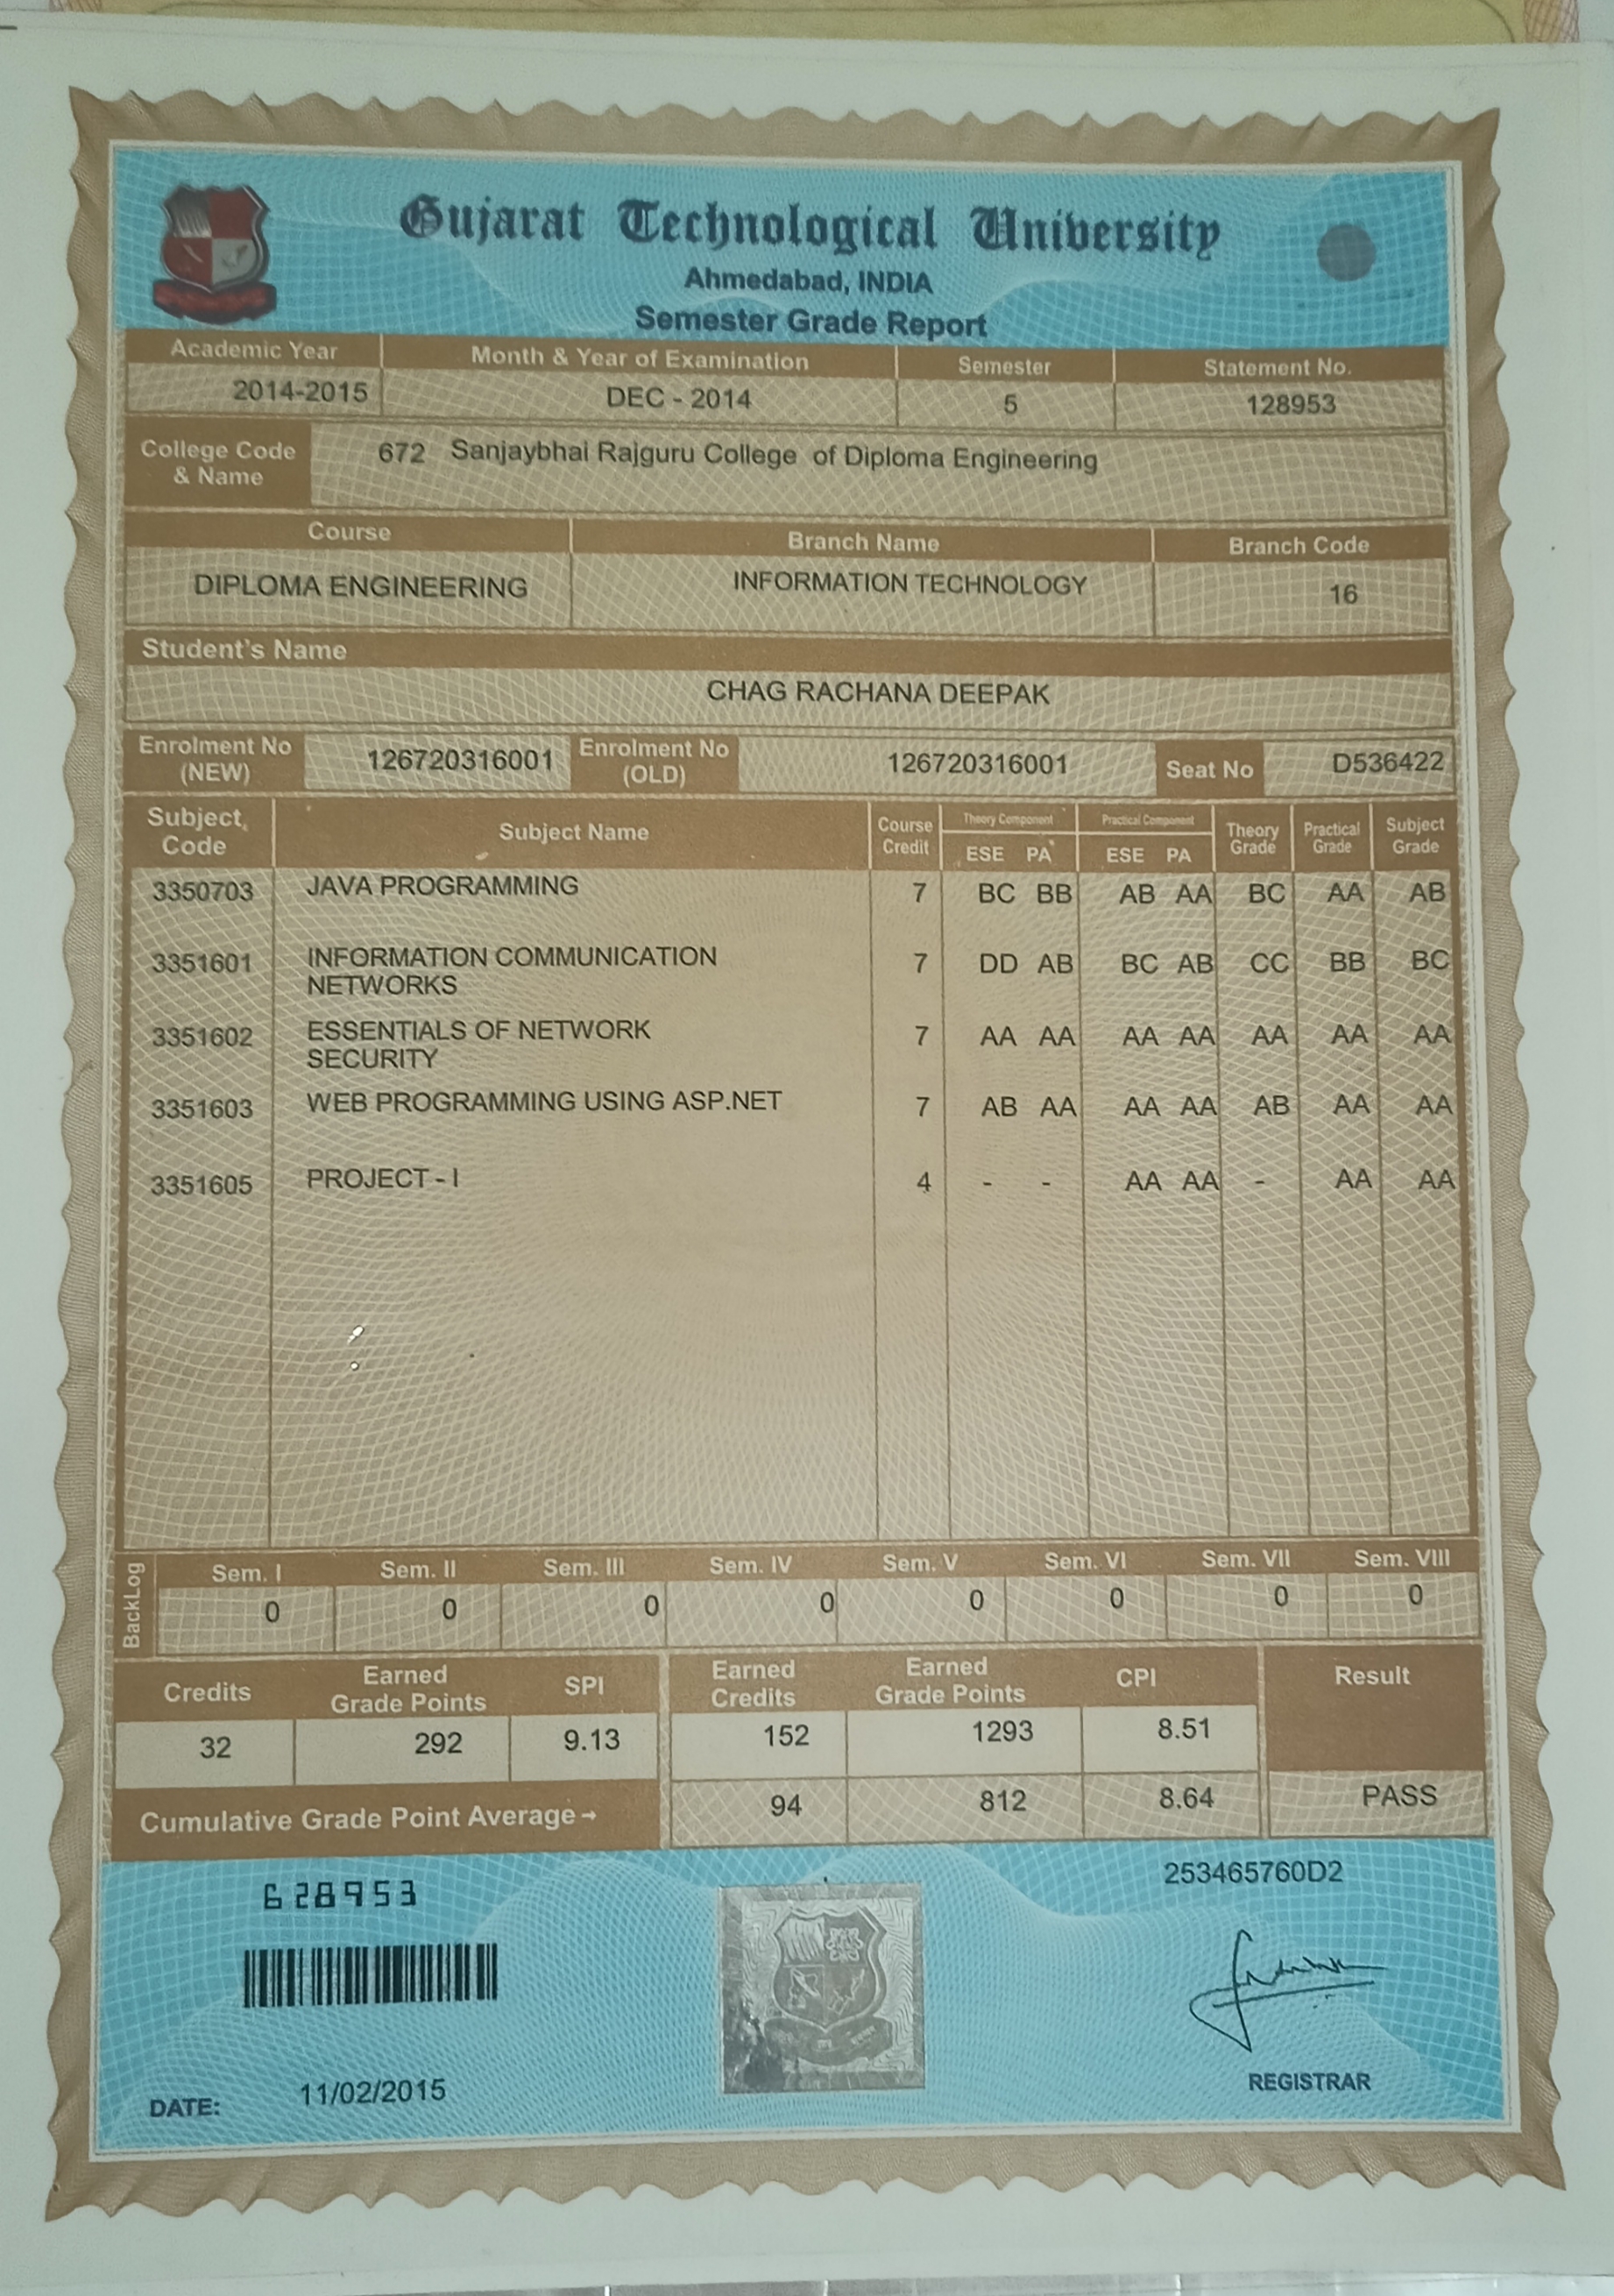 Gujarat Technological University
Ahmedabad, INDIA
Semester Grade Report
Academic Year Month & Year of Examination Semester Statement No.
2014-2015 DEC - 2014 5 128953
College Code & Name 672 Sanjaybhai Rajguru College of Diploma Engineering
Course Branch Name Branch Code
DIPLOMA ENGINEERING INFORMATION TECHNOLOGY 16
Student's Name
CHAG RACHANA DEEPAK
Enrolment No (NEW) 126720316001 Enrolment No (OLD) 126720316001 Seat No D536422
Subject Code Subject Name Course Credit Theory Component ESE PA Practical Component ESE PA Theory Grade Practical Grade Subject Grade
3350703 JAVA PROGRAMMING 7 BC BB AB AA BC AA AB
3351601 INFORMATION COMMUNICATION NETWORKS 7 DD AB BC AB CC BB BC
3351602 ESSENTIALS OF NETWORK SECURITY 7 AA AA AA AA AA AA AA
3351603 WEB PROGRAMMING USING ASP.NET 7 AB AA AA AA AB AA AA
3351605 PROJECT - I 4 - - AA AA - AA AA
BackLog Sem. I Sem. II Sem. III Sem. IV Sem. V Sem. VI Sem. VII Sem. VIII
0 0 0 0 0 0 0 0
Credits Earned Grade Points SPI Earned Credits Earned Grade Points CPI Result
32 292 9.13 152 1293 8.51
Cumulative Grade Point Average→ 94 812 8.64 PASS
628953 253465760D2
DATE: 11/02/2015 REGISTRAR